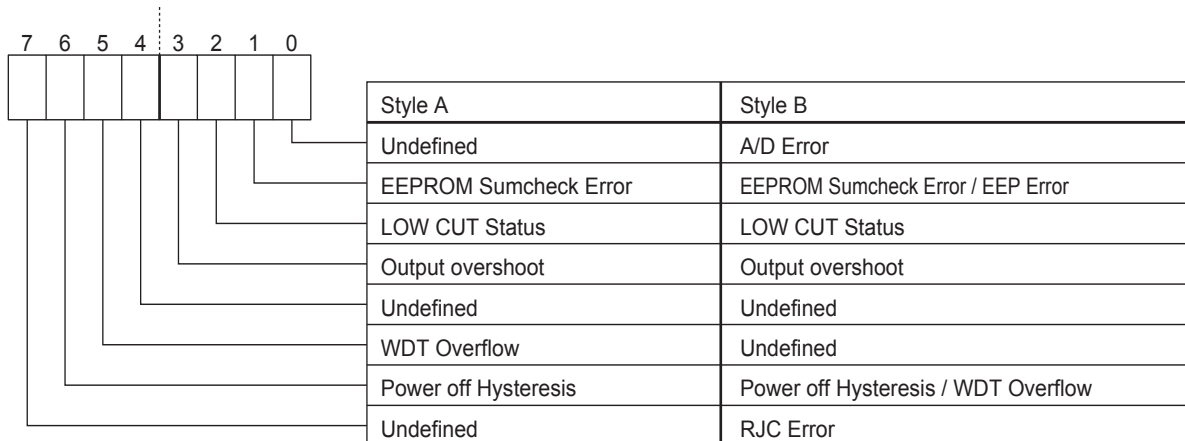 7 6 5 4 3 2 1 0
Style A Style B
Undefined A/D Error
EEPROM Sumcheck Error EEPROM Sumcheck Error / EEP Error
LOW CUT Status LOW CUT Status
Output overshoot Output overshoot
Undefined Undefined
WDT Overflow Undefined
Power off Hysteresis Power off Hysteresis / WDT Overflow
Undefined RJC Error